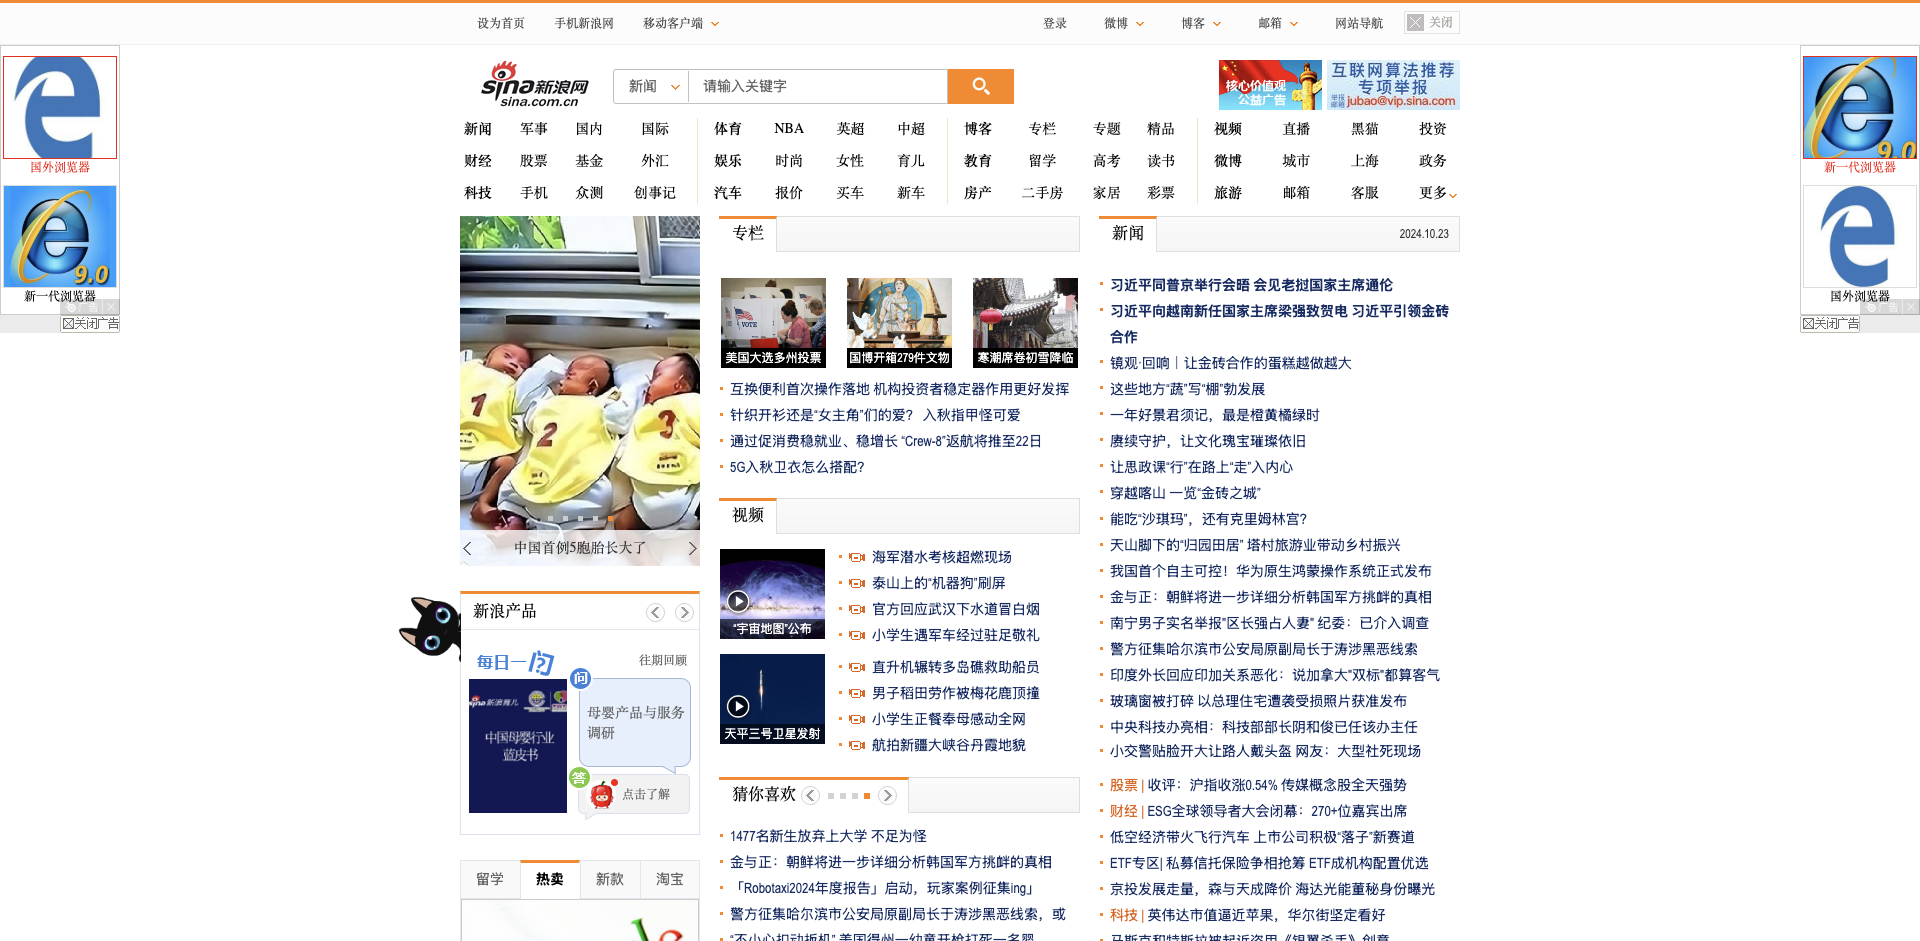 设为首页 手机新浪网 移动客户端 登录 微博 博客 邮箱 网站导航 关闭
sina新浪网
sina.com.cn
新闻 请输入关键字
核心价值观
公益广告
互联网算法推荐
专项举报
举报邮箱 jubao@vip.sina.com
新闻 军事 国内 国际 体育 NBA 英超 中超 博客 专栏 专题 精品 视频 直播 黑猫 投资
财经 股票 基金 外汇 娱乐 时尚 女性 育儿 教育 留学 高考 读书 微博 城市 上海 政务
科技 手机 众测 创事记 汽车 报价 买车 新车 房产 二手房 家居 彩票 旅游 邮箱 客服 更多
国外浏览器
9.0
新一代浏览器
广告
关闭广告
9.0
新一代浏览器
国外浏览器
广告
关闭广告
1
2
3
中国首例5胞胎长大了
新浪产品
每日一问
往期回顾
sina新浪育儿
中国母婴行业
蓝皮书
问
母婴产品与服务
调研
答
点击了解
留学 热卖 新款 淘宝
专栏
VOTE
美国大选多州投票
国博开箱279件文物
寒潮席卷初雪降临
互换便利首次操作落地 机构投资者稳定器作用更好发挥
针织开衫还是“女主角”们的爱？ 入秋指甲怪可爱
通过促消费稳就业、稳增长 “Crew-8”返航将推至22日
5G入秋卫衣怎么搭配?
视频
“宇宙地图”公布
天平三号卫星发射
海军潜水考核超燃现场
泰山上的“机器狗”刷屏
官方回应武汉下水道冒白烟
小学生遇军车经过驻足敬礼
直升机辗转多岛礁救助船员
男子稻田劳作被梅花鹿顶撞
小学生正餐奉母感动全网
航拍新疆大峡谷丹霞地貌
猜你喜欢
1477名新生放弃上大学 不足为怪
金与正：朝鲜将进一步详细分析韩国军方挑衅的真相
「Robotaxi2024年度报告」启动，玩家案例征集ing」
警方征集哈尔滨市公安局原副局长于涛涉黑恶线索，或
“不小心扣动扳机” 美国得州一幼童开枪打死一名婴
新闻 2024.10.23
习近平同普京举行会晤 会见老挝国家主席通伦
习近平向越南新任国家主席梁强致贺电 习近平引领金砖
合作
镜观·回响｜让金砖合作的蛋糕越做越大
这些地方“蔬”写“棚”勃发展
一年好景君须记，最是橙黄橘绿时
赓续守护，让文化瑰宝璀璨依旧
让思政课“行”在路上“走”入内心
穿越喀山 一览“金砖之城”
能吃“沙琪玛”，还有克里姆林宫?
天山脚下的“归园田居” 塔村旅游业带动乡村振兴
我国首个自主可控！华为原生鸿蒙操作系统正式发布
金与正：朝鲜将进一步详细分析韩国军方挑衅的真相
南宁男子实名举报"区长强占人妻" 纪委：已介入调查
警方征集哈尔滨市公安局原副局长于涛涉黑恶线索
印度外长回应印加关系恶化：说加拿大"双标"都算客气
玻璃窗被打碎 以总理住宅遭袭受损照片获准发布
中央科技办亮相：科技部部长阴和俊已任该办主任
小交警贴脸开大让路人戴头盔 网友：大型社死现场
股票 | 收评：沪指收涨0.54% 传媒概念股全天强势
财经 | ESG全球领导者大会闭幕：270+位嘉宾出席
低空经济带火飞行汽车 上市公司积极“落子”新赛道
ETF专区| 私募信托保险争相抢筹 ETF成机构配置优选
京投发展走量，森与天成降价 海达光能董秘身份曝光
科技 | 英伟达市值逼近苹果，华尔街坚定看好
马斯克和特斯拉被起诉盗用《银翼杀手》创意